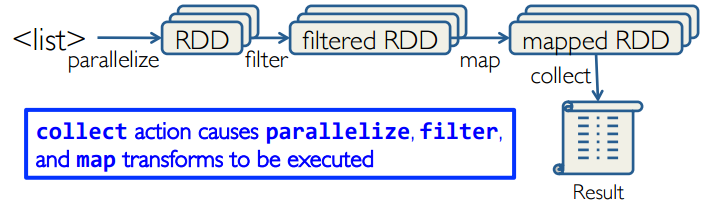 <list> RDD filtered RDD mapped RDD
parallelize filter map
collect
collect action causes parallelize, filter,
and map transforms to be executed
Result